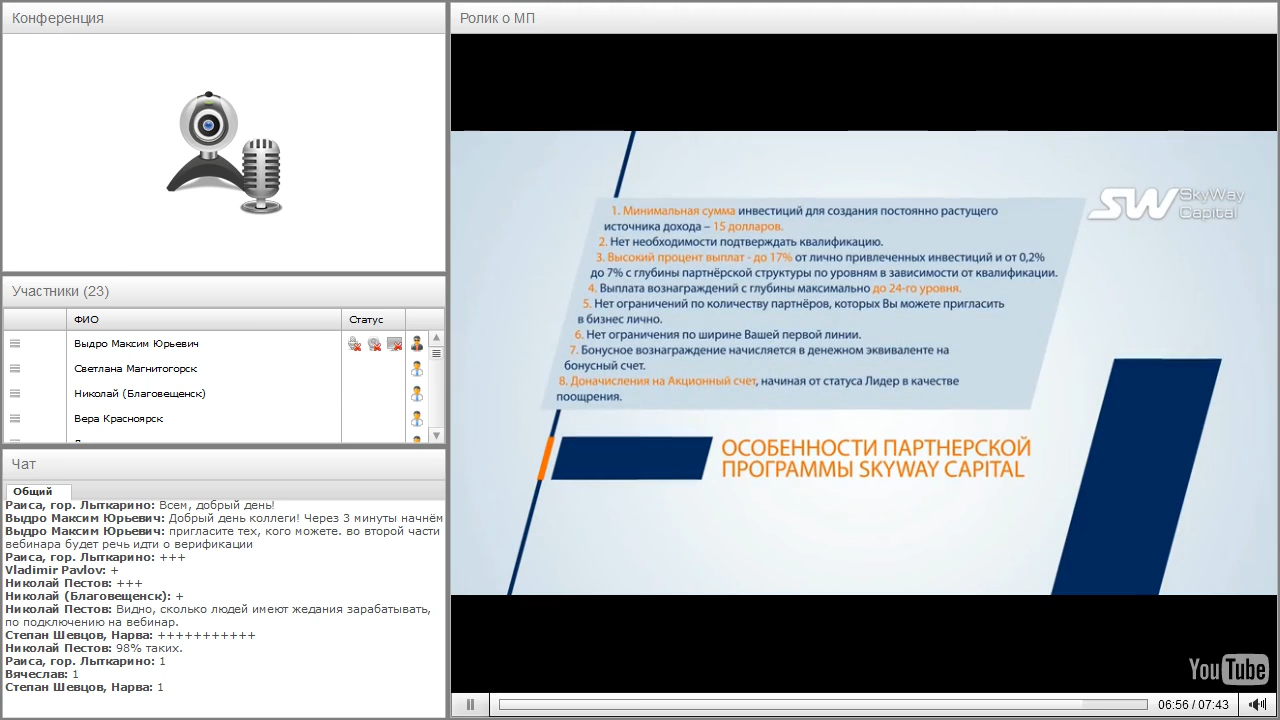 Конференция
Участники (23)
ФИО
Статус
Выдро Максим Юрьевич
Светлана Магнитогорск
Николай (Благовещенск)
Вера Красноярск
Чат
Общий
Раиса, гор. Лыткарино: Всем, добрый день!
Выдро Максим Юрьевич: Добрый день коллеги! Через 3 минуты начнём
Выдро Максим Юрьевич: пригласите тех, кого можете. во второй части
вебинара будет речь идти о верификации
Раиса, гор. Лыткарино: +++
Vladimir Pavlov: +
Николай Пестов: +++
Николай (Благовещенск): +
Николай Пестов: Видно, сколько людей имеют жедания зарабатывать,
по подключению на вебинар.
Степан Шевцов, Нарва: +++++++++++
Николай Пестов: 98% таких.
Раиса, гор. Лыткарино: 1
Вячеслав: 1
Степан Шевцов, Нарва: 1
Ролик о МП
SW SkyWay
Capital
1. Минимальная сумма инвестиций для создания постоянно растущего
источника дохода – 15 долларов.
2. Нет необходимости подтверждать квалификацию.
3. Высокий процент выплат - до 17% от лично привлеченных инвестиций и от 0,2%
до 7% с глубины партнёрской структуры по уровням в зависимости от квалификации.
4. Выплата вознаграждений с глубины максимально до 24-го уровня.
5. Нет ограничений по количеству партнёров, которых Вы можете пригласить
в бизнес лично.
6. Нет ограничения по ширине Вашей первой линии.
7. Бонусное вознаграждение начисляется в денежном эквиваленте на
бонусный счет.
8. Доначисления на Акционный счет, начиная от статуса Лидер в качестве
поощрения.
ОСОБЕННОСТИ ПАРТНЕРСКОЙ
ПРОГРАММЫ SKYWAY CAPITAL
YouTube
06:56 / 07:43